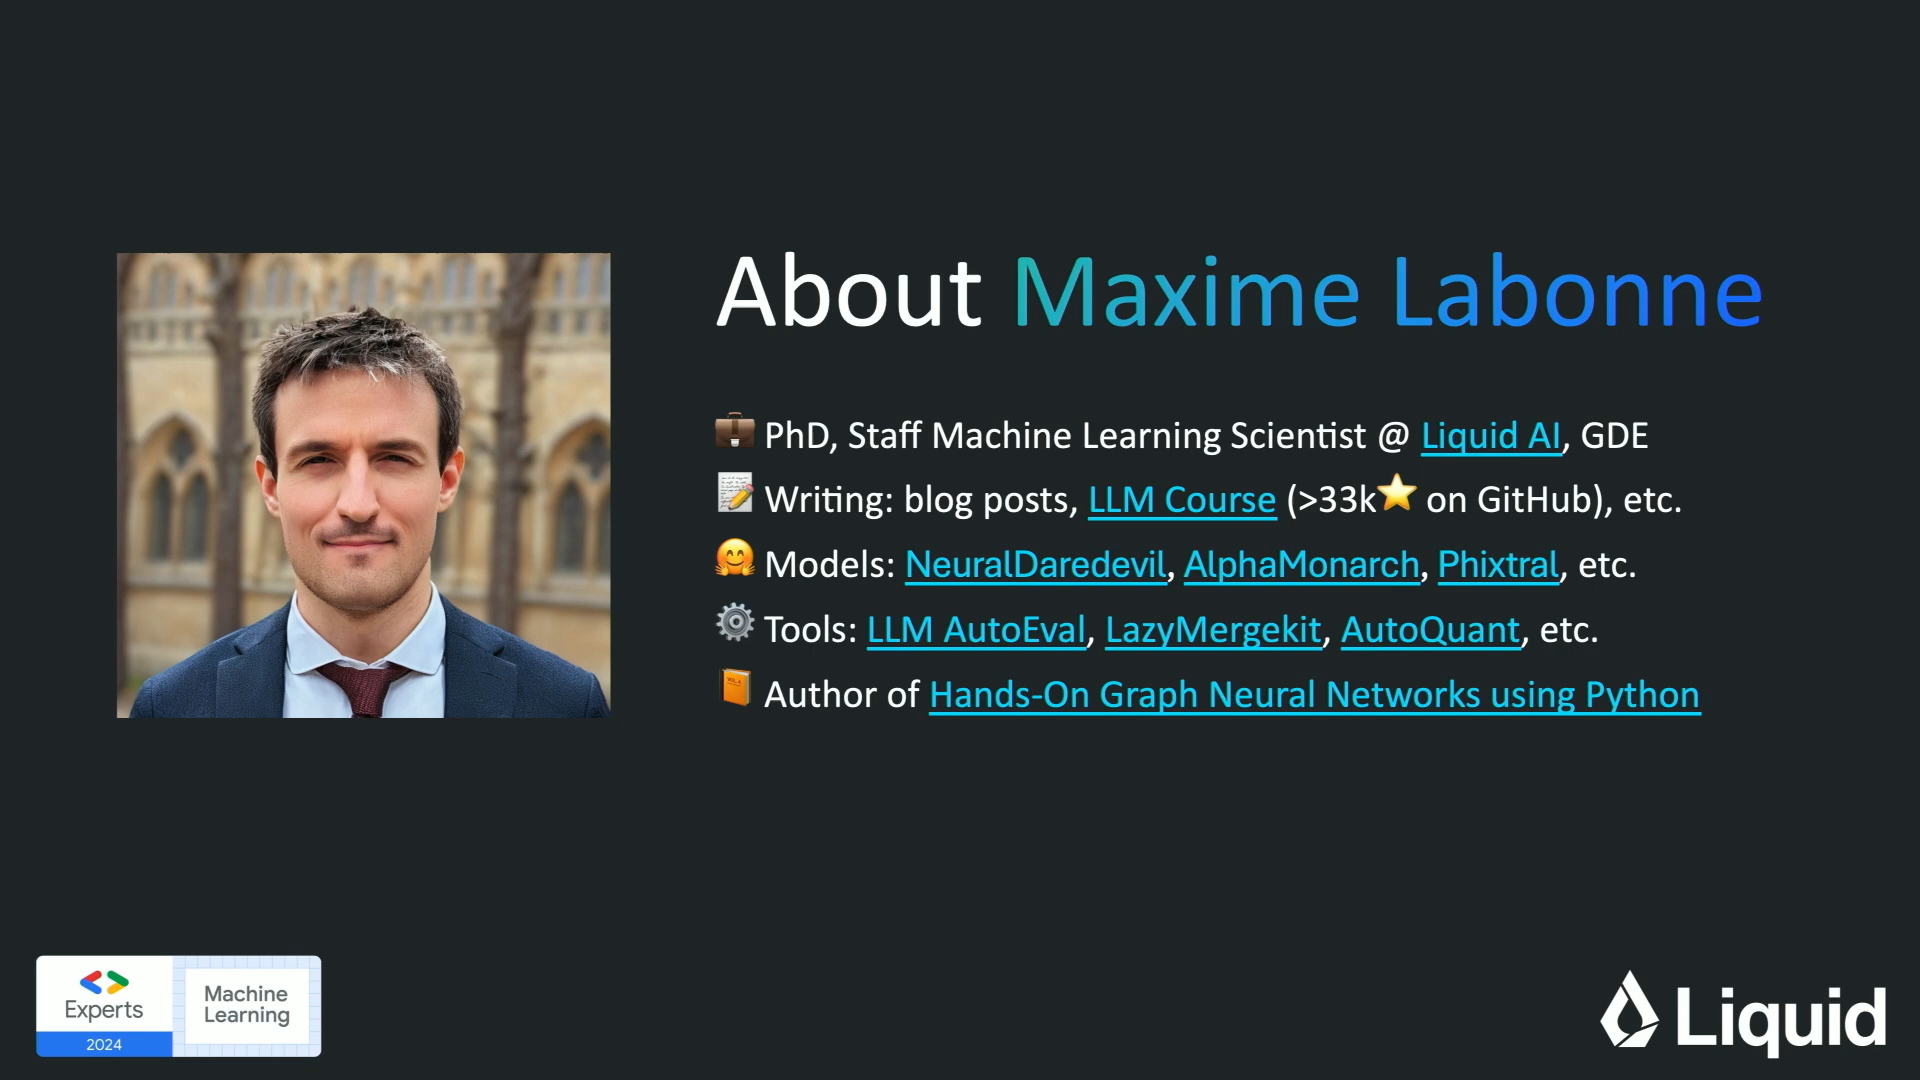 About Maxime Labonne
💼 PhD, Staff Machine Learning Scientist @ Liquid AI, GDE
📝 Writing: blog posts, LLM Course (>33k⭐ on GitHub), etc.
🤗 Models: NeuralDaredevil, AlphaMonarch, Phixtral, etc.
⚙️ Tools: LLM AutoEval, LazyMergekit, AutoQuant, etc.
📙 Author of Hands-On Graph Neural Networks using Python
Experts
2024
Machine
Learning
Liquid